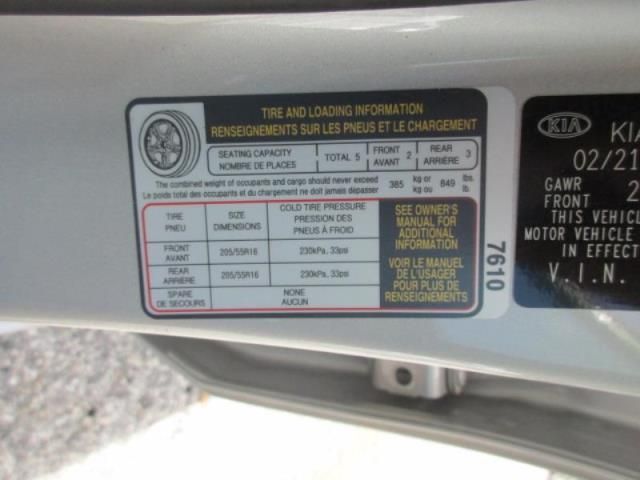 TIRE AND LOADING INFORMATION
RENSEIGNEMENTS SUR LES PNEUS ET LE CHARGEMENT
SEATING CAPACITY
NOMBRE DE PLACES
TOTAL 5
FRONT
AVANT
2
REAR
ARRIÈRE
3
The combined weight of occupants and cargo should never exceed
Le poids total des occupants et du chargement ne doit jamais dépasser
385
kg or
kg ou
849
lbs.
lb.
TIRE
PNEU
SIZE
DIMENSIONS
COLD TIRE PRESSURE
PRESSION DES
PNEUS À FROID
FRONT
AVANT
205/55R16
230kPa, 33psi
REAR
ARRIÈRE
205/55R16
230kPa, 33psi
SPARE
DE SECOURS
NONE
AUCUN
SEE OWNER'S
MANUAL FOR
ADDITIONAL
INFORMATION
VOIR LE MANUEL
DE L'USAGER
POUR PLUS DE
RENSEIGNEMENTS
7610
KIA
KIA
02/21
GAWR
FRONT 2
THIS VEHIC
MOTOR VEHICLE
IN EFFECT
V.I.N.